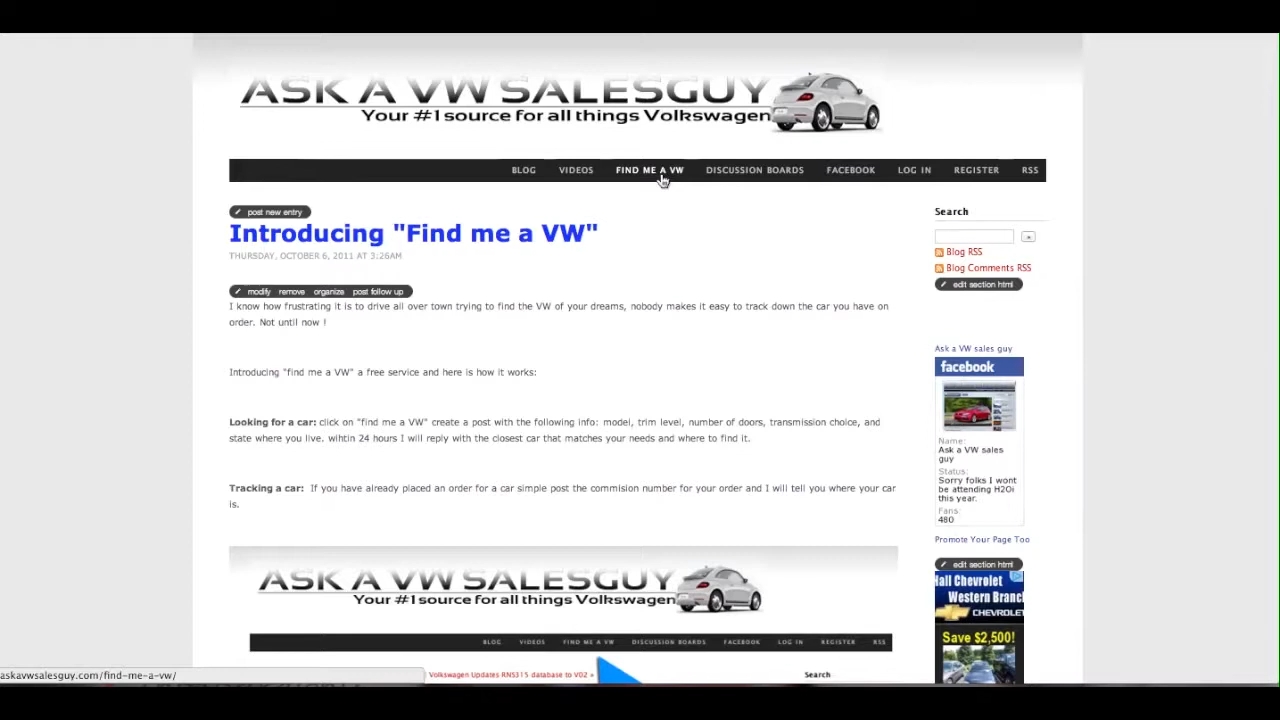 ASK A VW SALESGUY
Your #1 source for all things Volkswagen
BLOG VIDEOS FIND ME A VW DISCUSSION BOARDS FACEBOOK LOG IN REGISTER RSS
post new entry
Introducing "Find me a VW"
THURSDAY, OCTOBER 6, 2011 AT 3:26AM
modify remove organize post follow up
I know how frustrating it is to drive all over town trying to find the VW of your dreams, nobody makes it easy to track down the car you have on
order. Not until now !
Introducing "find me a VW" a free service and here is how it works:
Looking for a car: click on "find me a VW" create a post with the following info: model, trim level, number of doors, transmission choice, and
state where you live. wihtin 24 hours I will reply with the closest car that matches your needs and where to find it.
Tracking a car: If you have already placed an order for a car simple post the commision number for your order and I will tell you where your car
is.
ASK A VW SALESGUY
Your #1 source for all things Volkswagen
BLOG VIDEOS FIND ME A VW DISCUSSION BOARDS FACEBOOK LOG IN REGISTER RSS
Volkswagen Updates RNS315 database to V02 »
Search
Search
Blog RSS
Blog Comments RSS
edit section html
Ask a VW sales guy
facebook
Name:
Ask a VW sales
guy
Status:
Sorry folks I wont
be attending H2Oi
this year.
Fans:
480
Promote Your Page Too
edit section html
Hall Chevrolet
Western Branch
CHEVROLET
Save $2,500!
askavwsalesguy.com/find-me-a-vw/